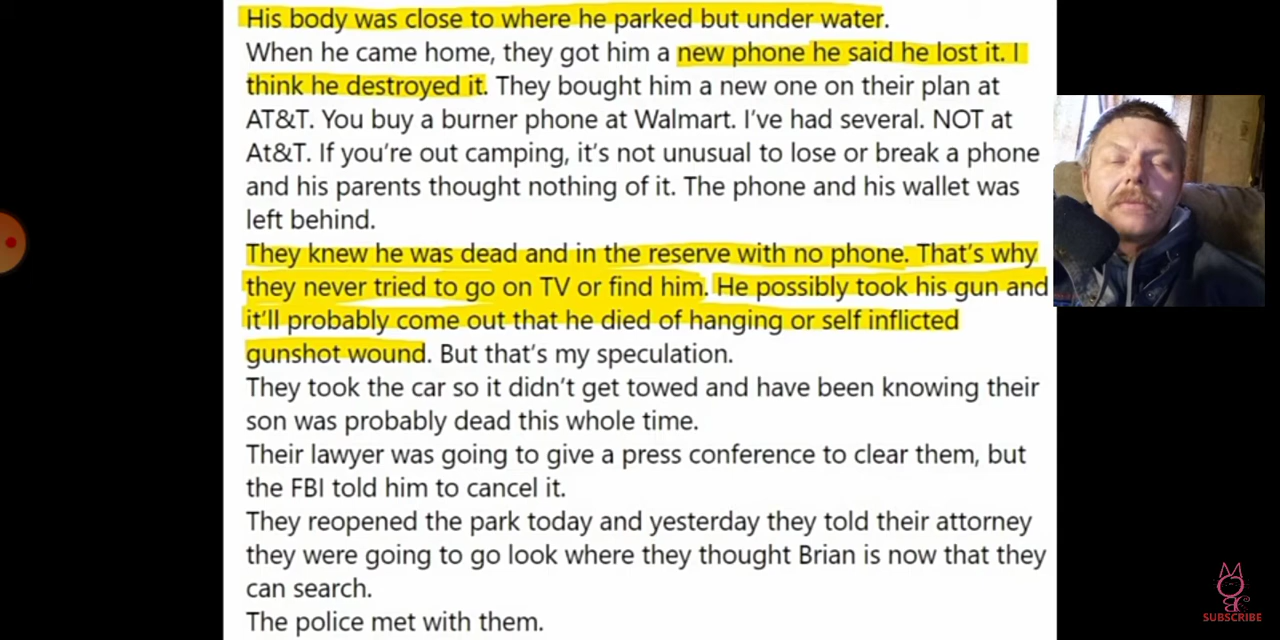 His body was close to where he parked but under water.
When he came home, they got him a new phone he said he lost it. I
think he destroyed it. They bought him a new one on their plan at
AT&T. You buy a burner phone at Walmart. I've had several. NOT at
At&T. If you're out camping, it's not unusual to lose or break a phone
and his parents thought nothing of it. The phone and his wallet was
left behind.
They knew he was dead and in the reserve with no phone. That's why
they never tried to go on TV or find him. He possibly took his gun and
it'll probably come out that he died of hanging or self inflicted
gunshot wound. But that's my speculation.
They took the car so it didn't get towed and have been knowing their
son was probably dead this whole time.
Their lawyer was going to give a press conference to clear them, but
the FBI told him to cancel it.
They reopened the park today and yesterday they told their attorney
they were going to go look where they thought Brian is now that they
can search.
The police met with them.
SUBSCRIBE